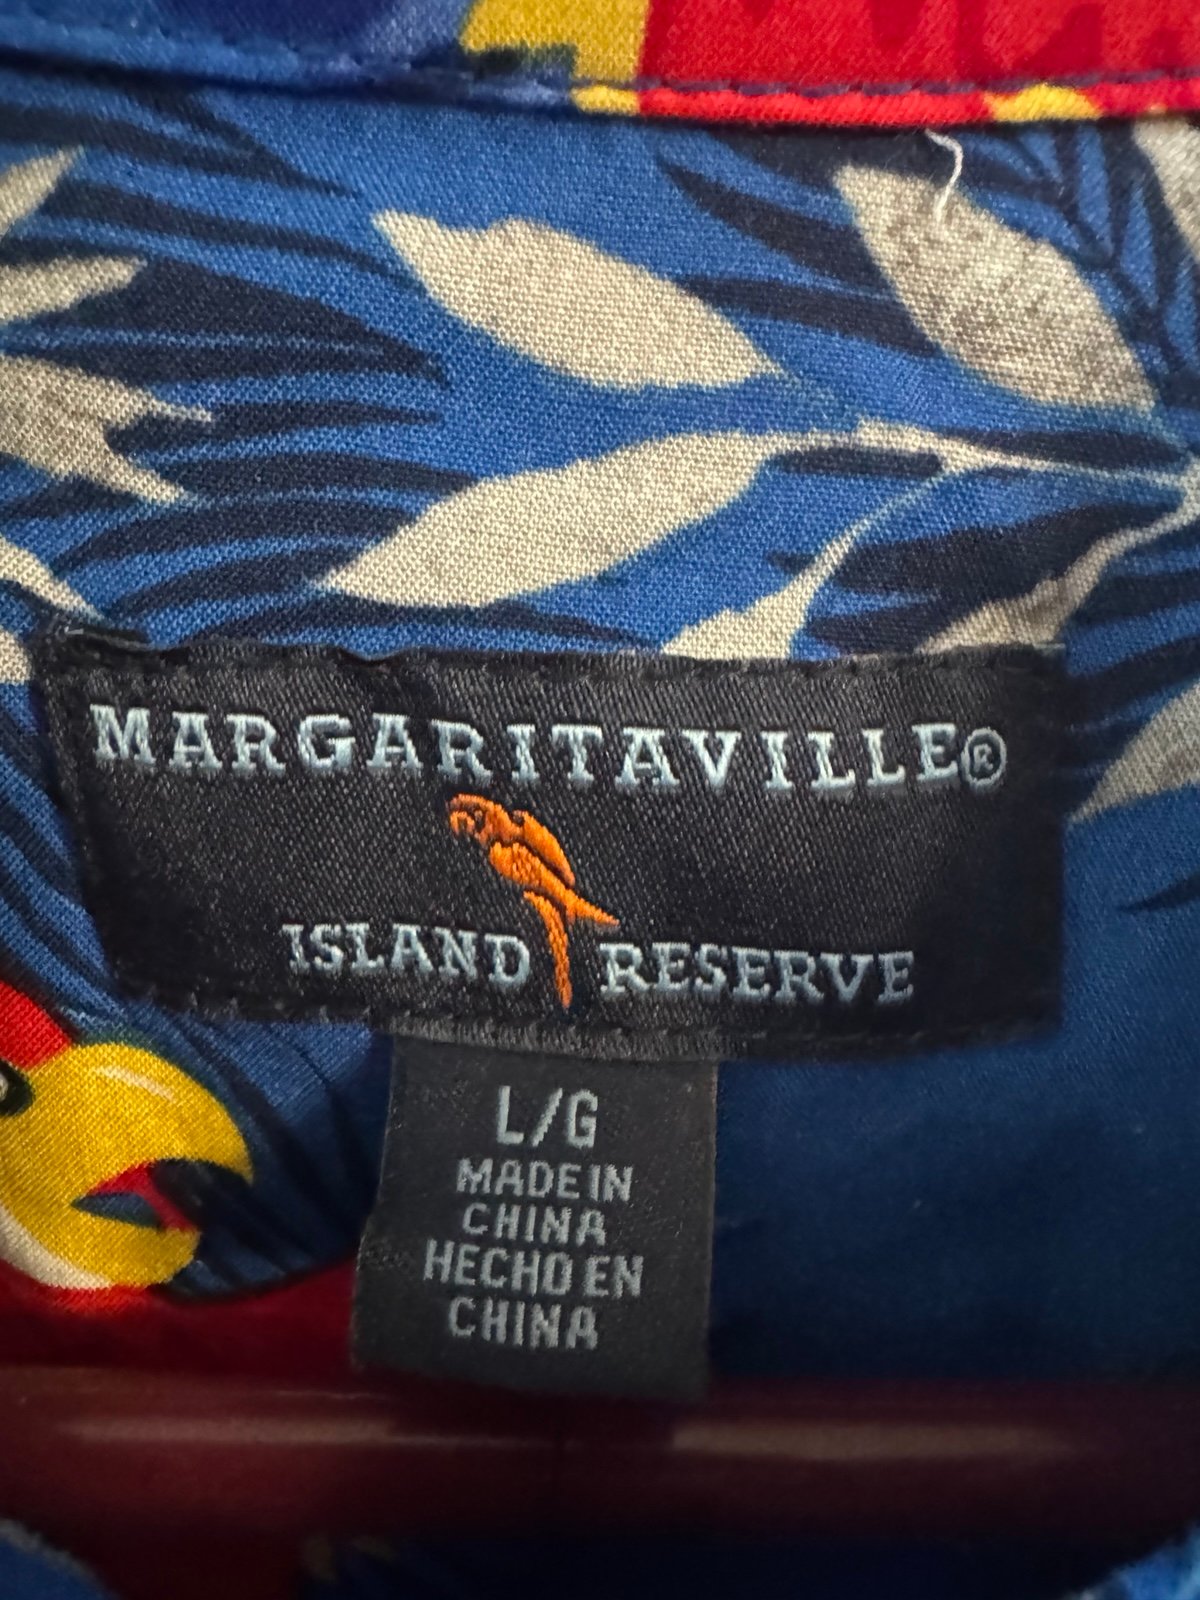 MARGARITAVILLE®
ISLAND RESERVE
L/G
MADE IN
CHINA
HECHO EN
CHINA